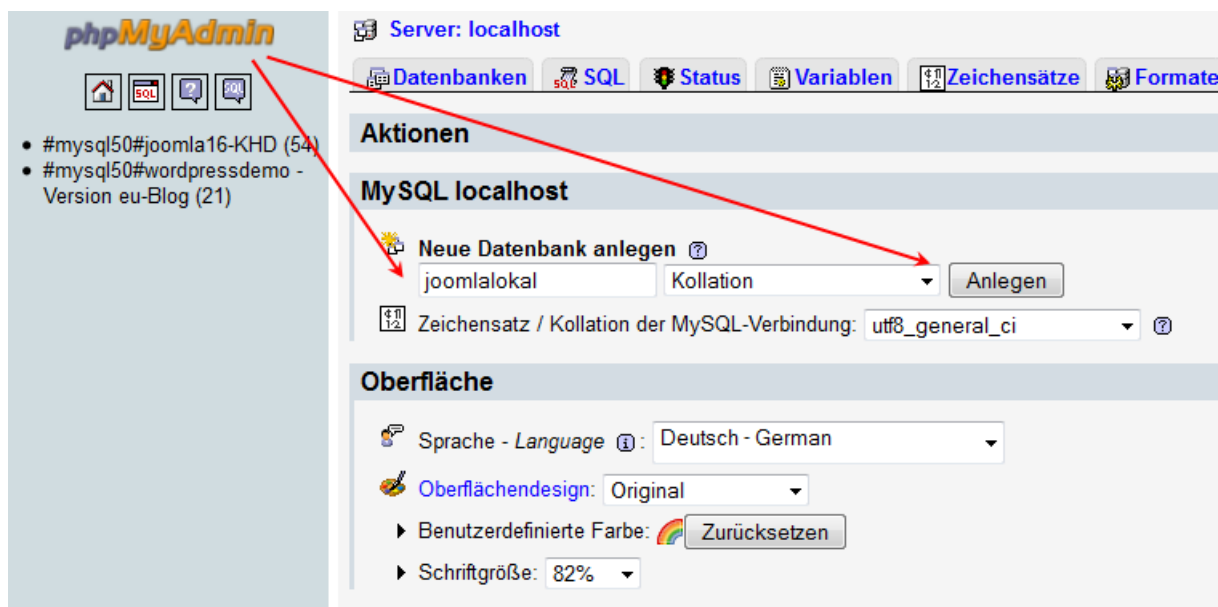 phpMyAdmin
SQL
SQL
#mysql50#joomla16-KHD (54)
#mysql50#wordpressdemo -
Version eu-Blog (21)
Server: localhost
Datenbanken SQL Status Variablen Zeichensätze Formate
Aktionen
MySQL localhost
Neue Datenbank anlegen
joomlalokal Kollation Anlegen
Zeichensatz / Kollation der MySQL-Verbindung: utf8_general_ci
Oberfläche
Sprache - Language : Deutsch - German
Oberflächendesign: Original
Benutzerdefinierte Farbe: Zurücksetzen
Schriftgröße: 82%